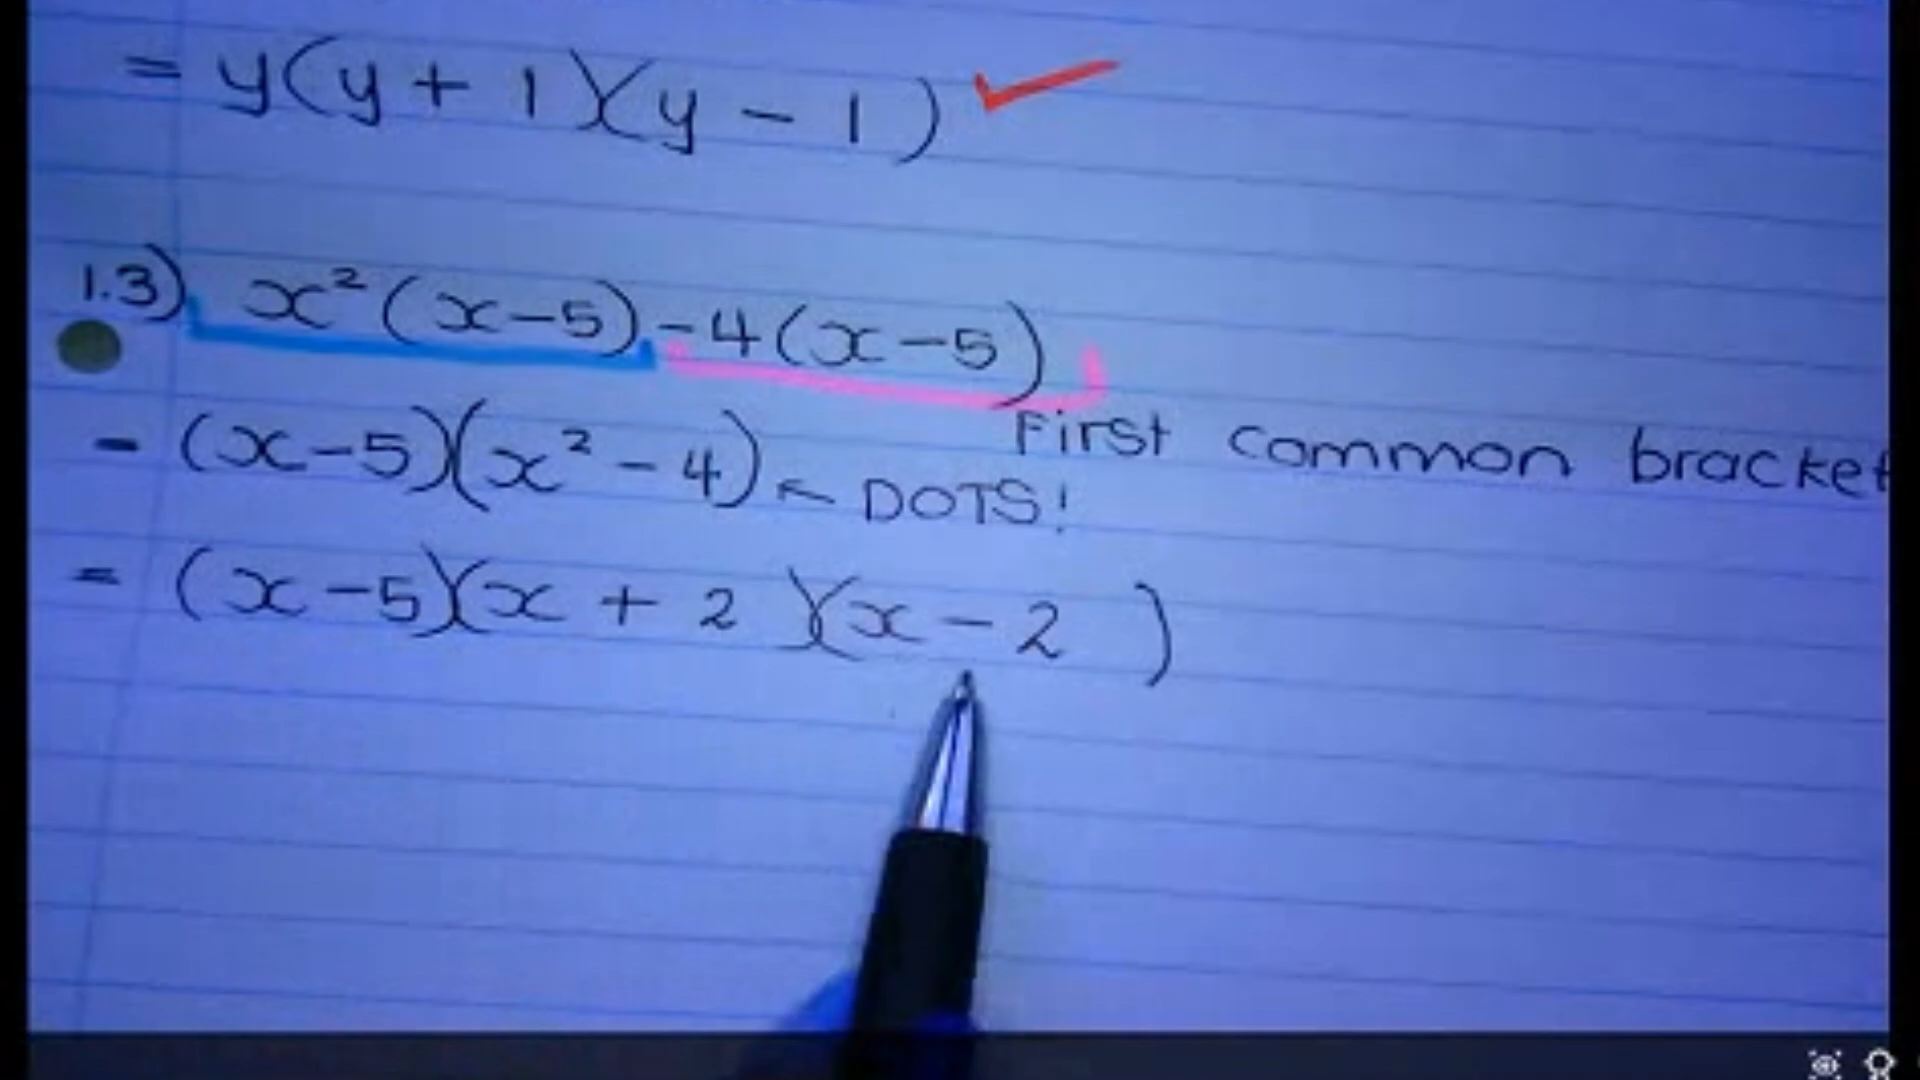 = y(y + 1)(y - 1)
1.3) x²(x-5)-4(x-5)
First common bracket
- (x-5)(x²-4) ← DOTS!
= (x-5)(x + 2)(x - 2)